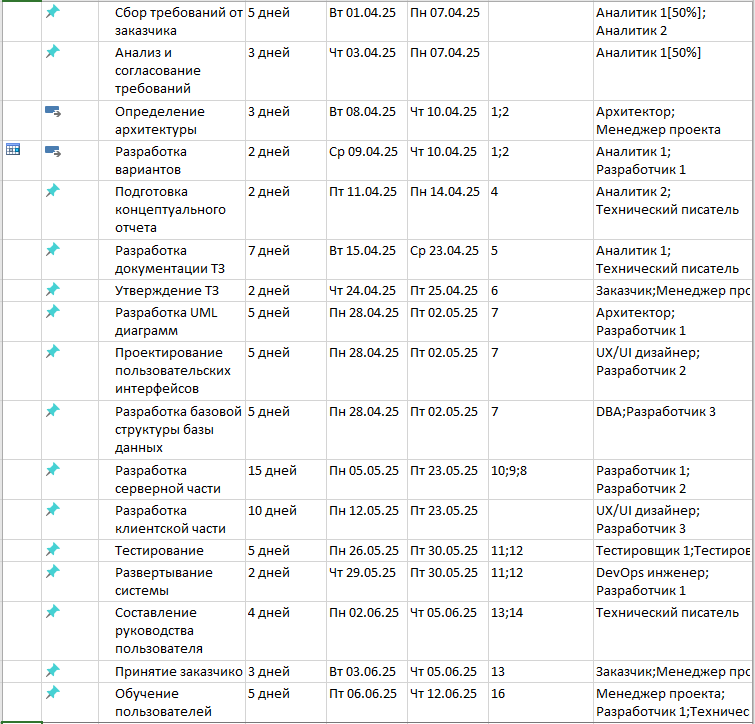 Сбор требований от заказчика 5 дней Вт 01.04.25 Пн 07.04.25 Аналитик 1[50%]; Аналитик 2
Анализ и согласование требований 3 дней Чт 03.04.25 Пн 07.04.25 Аналитик 1[50%]
Определение архитектуры 3 дней Вт 08.04.25 Чт 10.04.25 1;2 Архитектор; Менеджер проекта
Разработка вариантов 2 дней Ср 09.04.25 Чт 10.04.25 1;2 Аналитик 1; Разработчик 1
Подготовка концептуального отчета 2 дней Пт 11.04.25 Пн 14.04.25 4 Аналитик 2; Технический писатель
Разработка документации ТЗ 7 дней Вт 15.04.25 Ср 23.04.25 5 Аналитик 1; Технический писатель
Утверждение ТЗ 2 дней Чт 24.04.25 Пт 25.04.25 6 Заказчик;Менеджер про
Разработка UML диаграмм 5 дней Пн 28.04.25 Пт 02.05.25 7 Архитектор; Разработчик 1
Проектирование пользовательских интерфейсов 5 дней Пн 28.04.25 Пт 02.05.25 7 UX/UI дизайнер; Разработчик 2
Разработка базовой структуры базы данных 5 дней Пн 28.04.25 Пт 02.05.25 7 DBA;Разработчик 3
Разработка серверной части 15 дней Пн 05.05.25 Пт 23.05.25 10;9;8 Разработчик 1; Разработчик 2
Разработка клиентской части 10 дней Пн 12.05.25 Пт 23.05.25 UX/UI дизайнер; Разработчик 3
Тестирование 5 дней Пн 26.05.25 Пт 30.05.25 11;12 Тестировщик 1;Тестиров
Развертывание системы 2 дней Чт 29.05.25 Пт 30.05.25 11;12 DevOps инженер; Разработчик 1
Составление руководства пользователя 4 дней Пн 02.06.25 Чт 05.06.25 13;14 Технический писатель
Принятие заказчико 3 дней Вт 03.06.25 Чт 05.06.25 13 Заказчик;Менеджер про
Обучение пользователей 5 дней Пт 06.06.25 Чт 12.06.25 16 Менеджер проекта; Разработчик 1;Техничес